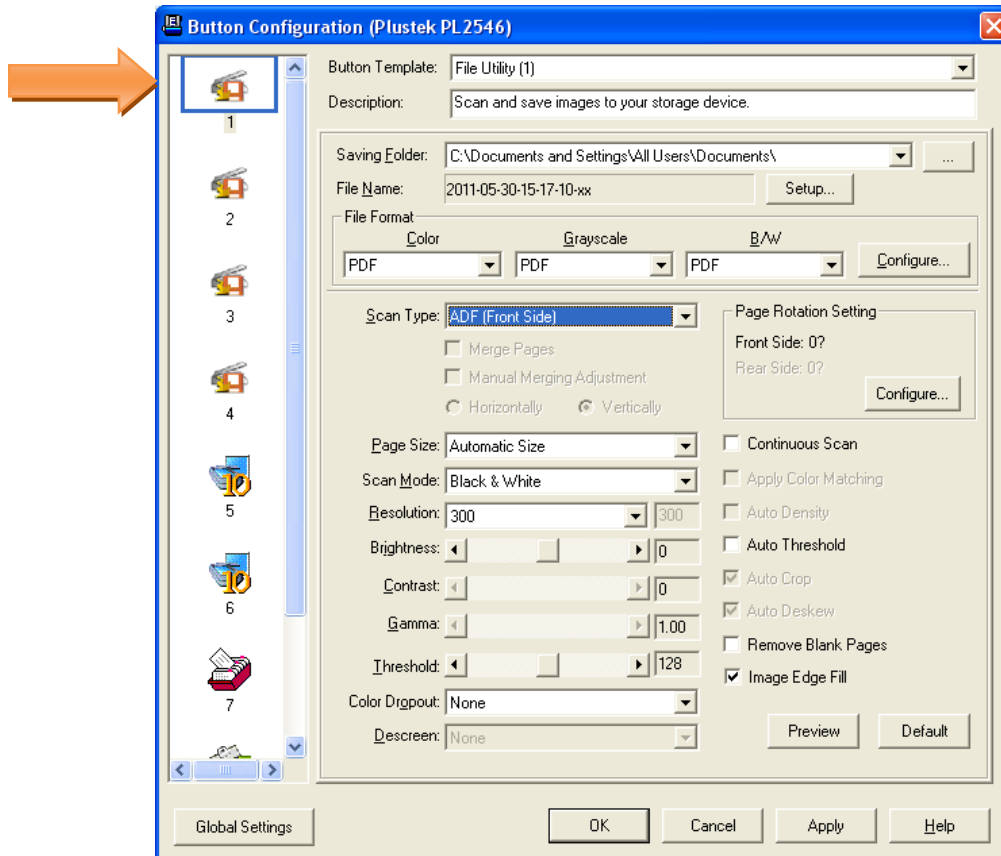 Button Configuration (Plustek PL2546)
1
2
3
4
5
6
7
Button Template: File Utility (1)
Description: Scan and save images to your storage device.
Saving Folder: C:\Documents and Settings\All Users\Documents\ ...
File Name: 2011-05-30-15-17-10-xx Setup...
File Format
Color Grayscale B/W
PDF PDF PDF Configure...
Scan Type: ADF (Front Side)
Merge Pages
Manual Merging Adjustment
Horizontally Vertically
Page Rotation Setting
Front Side: 0?
Rear Side: 0?
Configure...
Page Size: Automatic Size
Scan Mode: Black & White
Resolution: 300 300
Brightness: 0
Contrast: 0
Gamma: 1.00
Threshold: 128
Color Dropout: None
Descreen: None
Continuous Scan
Apply Color Matching
Auto Density
Auto Threshold
Auto Crop
Auto Deskew
Remove Blank Pages
Image Edge Fill
Preview Default
Global Settings OK Cancel Apply Help